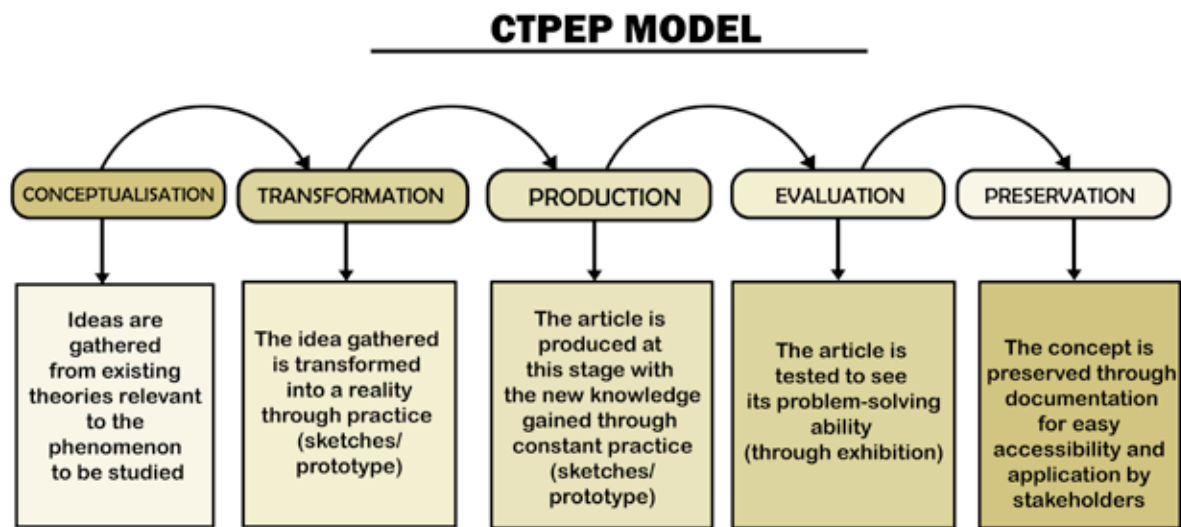 CTPEP MODEL
CONCEPTUALISATION
TRANSFORMATION
PRODUCTION
EVALUATION
PRESERVATION
Ideas are
gathered
from existing
theories relevant
to the
phenomenon
to be studied
The idea gathered
is transformed
into a reality
through practice
(sketches/
prototype)
The article is
produced at
this stage with
the new knowledge
gained through
constant practice
(sketches/
prototype)
The article is
tested to see
its problem-solving
ability
(through exhibition)
The concept is
preserved through
documentation
for easy
accessibility and
application by
stakeholders